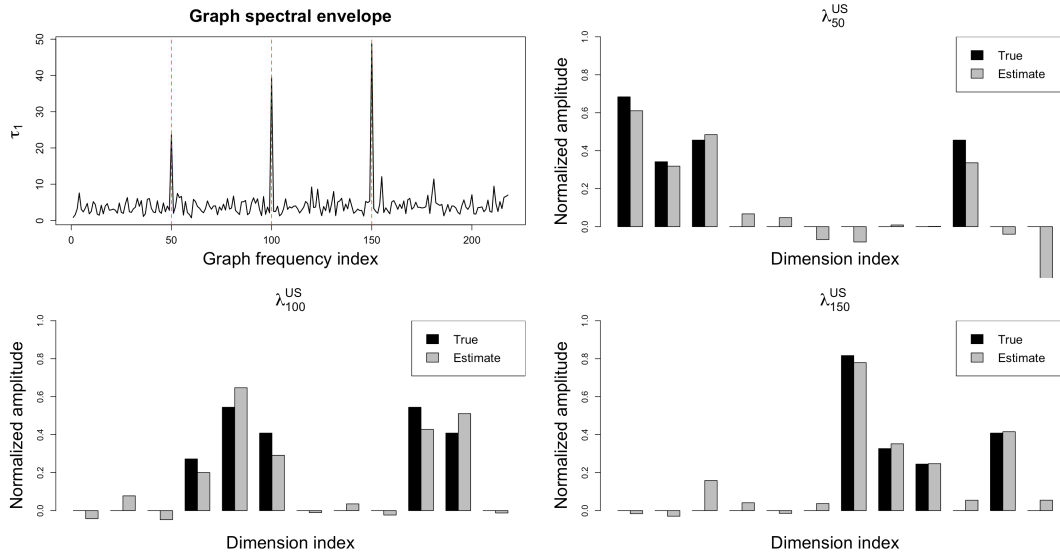 Graph spectral envelope
τ1
50
40
30
20
10
0
0 50 100 150 200
Graph frequency index
λ50US
Normalized amplitude
1.0
0.8
0.6
0.4
0.2
0.0
True
Estimate
Dimension index
λ100US
Normalized amplitude
1.0
0.8
0.6
0.4
0.2
0.0
True
Estimate
Dimension index
λ150US
Normalized amplitude
1.0
0.8
0.6
0.4
0.2
0.0
True
Estimate
Dimension index